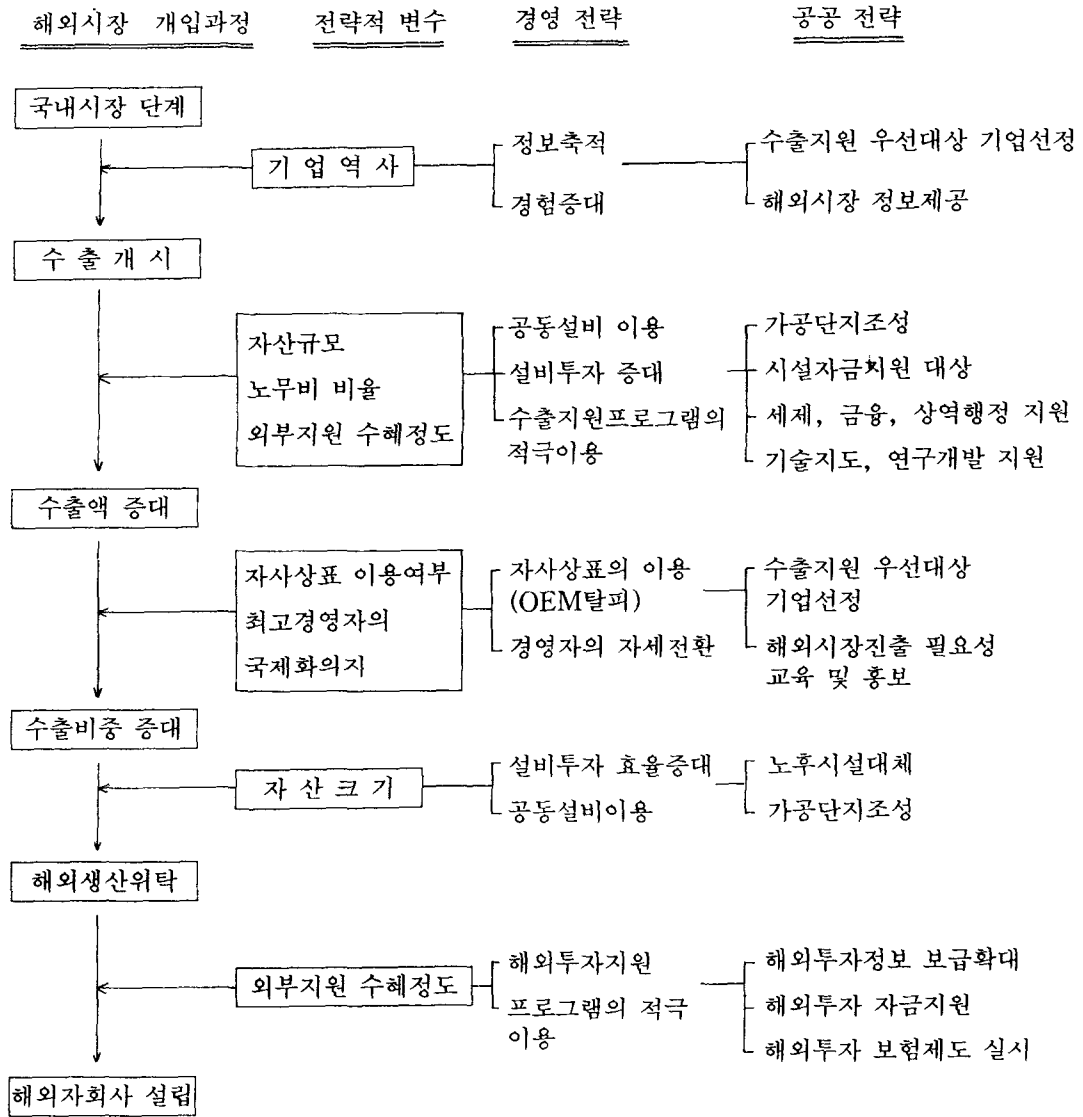 해외시장 개입과정 전략적 변수 경영 전략 공공 전략
국내시장 단계
기 업 역 사
정보축적
경험증대
수출지원 우선대상 기업선정
해외시장 정보제공
수 출 개 시
자산규모
노무비 비율
외부지원 수혜정도
공동설비 이용
설비투자 증대
수출지원프로그램의
적극이용
가공단지조성
시설자금지원 대상
세제, 금융, 상역행정 지원
기술지도, 연구개발 지원
수출액 증대
자사상표 이용여부
최고경영자의
국제화의지
자사상표의 이용
(OEM탈피)
경영자의 자세전환
수출지원 우선대상
기업선정
해외시장진출 필요성
교육 및 홍보
수출비중 증대
자 산 크 기
설비투자 효율증대
공동설비이용
노후시설대체
가공단지조성
해외생산위탁
외부지원 수혜정도
해외투자지원
프로그램의 적극
이용
해외투자정보 보급확대
해외투자 자금지원
해외투자 보험제도 실시
해외자회사 설립